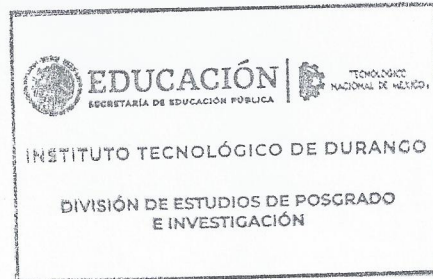 EDUCACIÓN
SECRETARÍA DE EDUCACIÓN PÚBLICA
TECNOLÓGICO
NACIONAL DE MÉXICO
INSTITUTO TECNOLÓGICO DE DURANGO
DIVISIÓN DE ESTUDIOS DE POSGRADO
E INVESTIGACIÓN